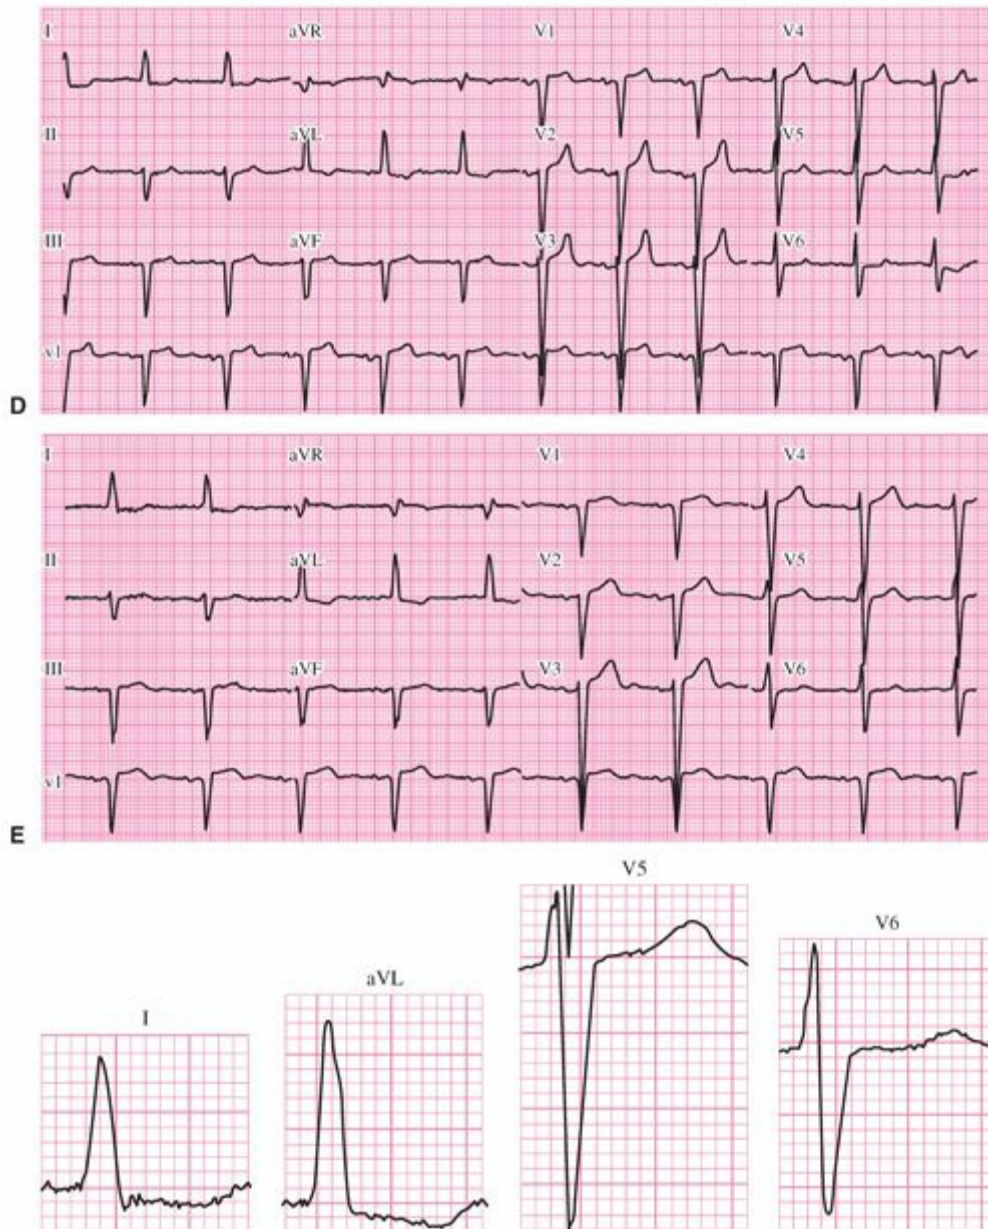 I aVR V1 V4
II aVL V2 V5
III aVF V3 V6
V1
D
I aVR V1 V4
II aVL V2 V5
III aVF V3 V6
V1
E
V5
V6
aVL
I